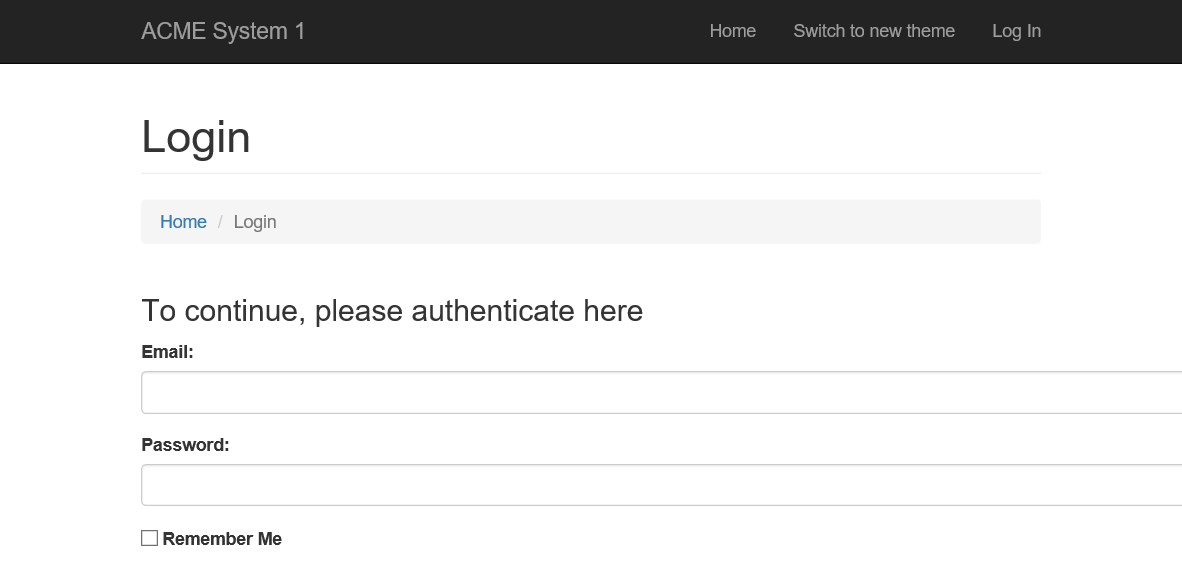 ACME System 1 Home Switch to new theme Log In
Login
Home / Login
To continue, please authenticate here
Email:
Password:
Remember Me